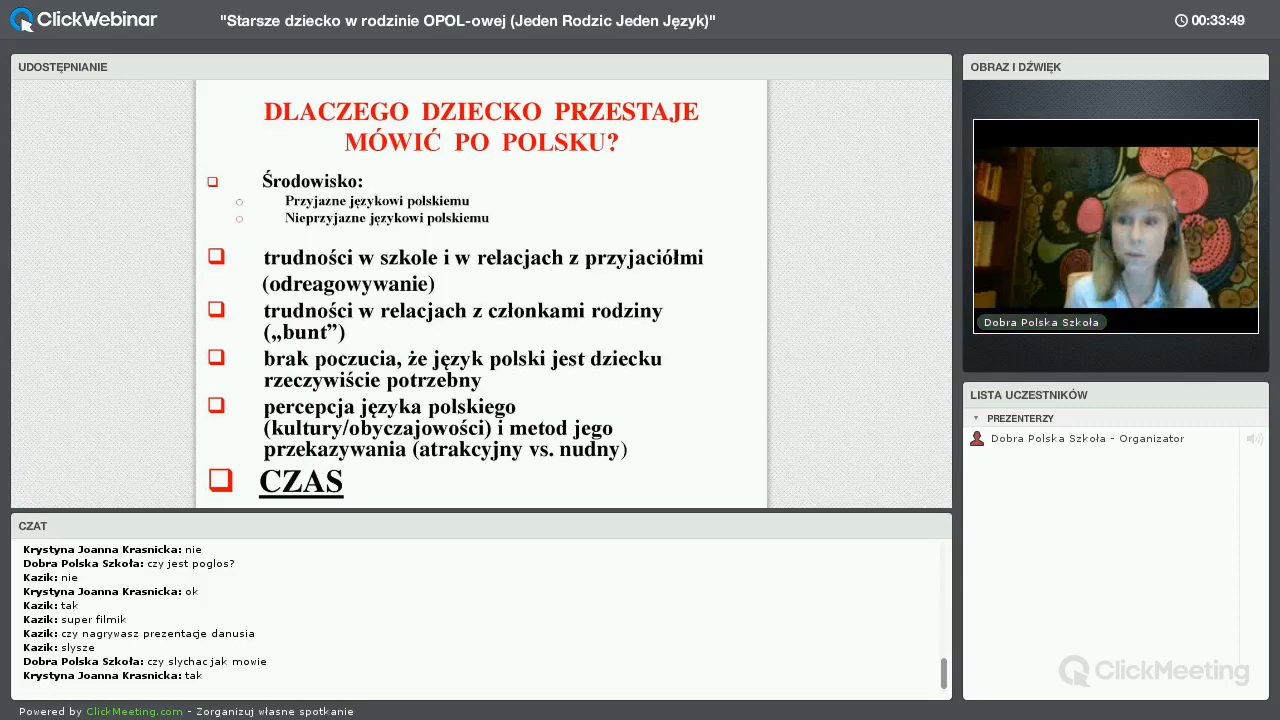 ClickWebinar
"Starsze dziecko w rodzinie OPOL-owej (Jeden Rodzic Jeden Język)"
00:33:49
UDOSTĘPNIANIE
DLACZEGO DZIECKO PRZESTAJE
MÓWIĆ PO POLSKU?
Środowisko:
Przyjazne językowi polskiemu
Nieprzyjazne językowi polskiemu
trudności w szkole i w relacjach z przyjaciółmi
(odreagowywanie)
trudności w relacjach z członkami rodziny
(„bunt”)
brak poczucia, że język polski jest dziecku
rzeczywiście potrzebny
percepcja języka polskiego
(kultury/obyczajowości) i metod jego
przekazywania (atrakcyjny vs. nudny)
CZAS
OBRAZ I DŹWIĘK
Dobra Polska Szkoła
LISTA UCZESTNIKÓW
PREZENTERZY
Dobra Polska Szkoła - Organizator
CZAT
Krystyna Joanna Krasnicka: nie
Dobra Polska Szkoła: czy jest poglos?
Kazik: nie
Krystyna Joanna Krasnicka: ok
Kazik: tak
Kazik: super filmik
Kazik: czy nagrywasz prezentacje danusia
Kazik: slysze
Dobra Polska Szkoła: czy slychac jak mowie
Krystyna Joanna Krasnicka: tak
ClickMeeting
Powered by ClickMeeting.com - Zorganizuj własne spotkanie